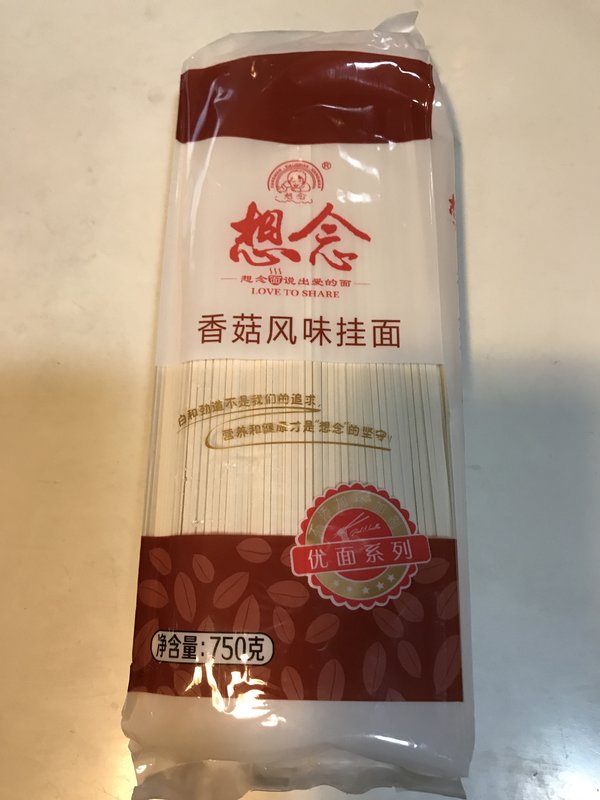 ®
想念
想念
想念面说出爱的面
LOVE TO SHARE
香菇风味挂面
白和劲道不是我们的追求，
营养和健康才是“想念”的坚守！
优面系列
净含量：750克